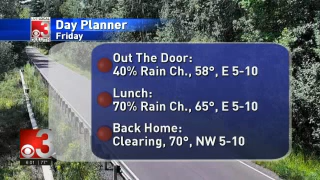 Day Planner
Friday
Out The Door:
40% Rain Ch., 58°, E 5-10
Lunch:
70% Rain Ch., 65°, E 5-10
Back Home:
Clearing, 70°, NW 5-10
3